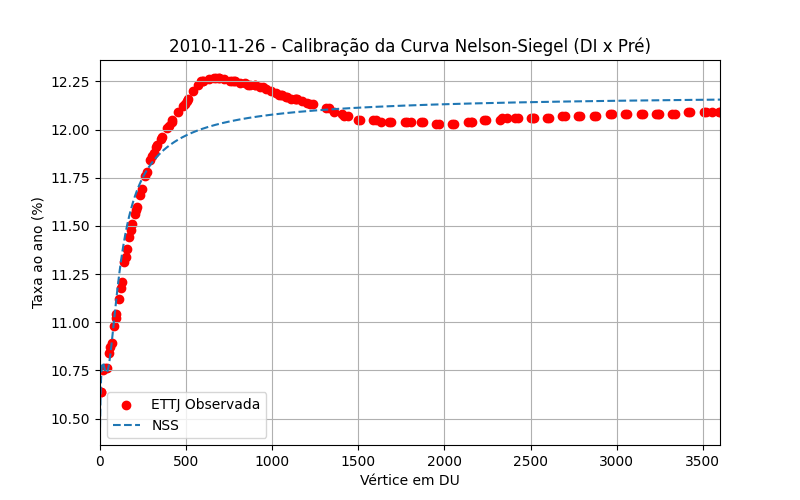 2010-11-26 - Calibração da Curva Nelson-Siegel (DI x Pré)
Taxa ao ano (%)
12.25
12.00
11.75
11.50
11.25
11.00
10.75
10.50
ETTJ Observada
NSS
0 500 1000 1500 2000 2500 3000 3500
Vértice em DU